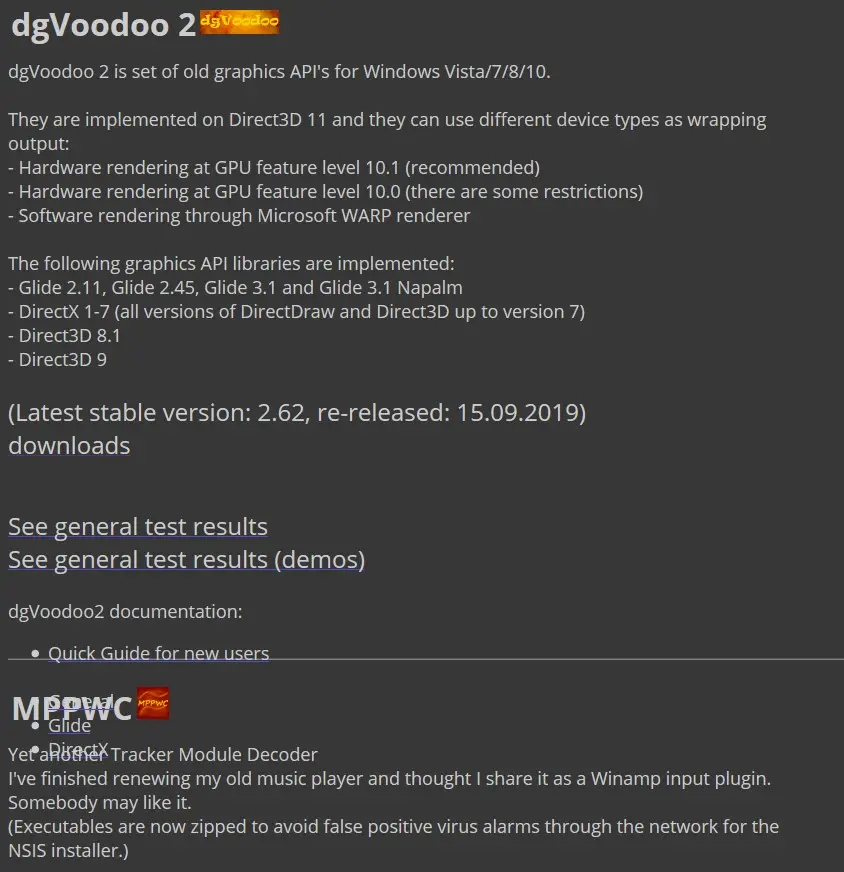 dgVoodoo 2 dgVoodoo
dgVoodoo 2 is set of old graphics API's for Windows Vista/7/8/10.
They are implemented on Direct3D 11 and they can use different device types as wrapping
output:
- Hardware rendering at GPU feature level 10.1 (recommended)
- Hardware rendering at GPU feature level 10.0 (there are some restrictions)
- Software rendering through Microsoft WARP renderer
The following graphics API libraries are implemented:
- Glide 2.11, Glide 2.45, Glide 3.1 and Glide 3.1 Napalm
- DirectX 1-7 (all versions of DirectDraw and Direct3D up to version 7)
- Direct3D 8.1
- Direct3D 9
(Latest stable version: 2.62, re-released: 15.09.2019)
downloads
See general test results
See general test results (demos)
dgVoodoo2 documentation:
• Quick Guide for new users
• General
MPPWC MPPWC
• Glide
• DirectX
Yet another Tracker Module Decoder
I've finished renewing my old music player and thought I share it as a Winamp input plugin.
Somebody may like it.
(Executables are now zipped to avoid false positive virus alarms through the network for the
NSIS installer.)